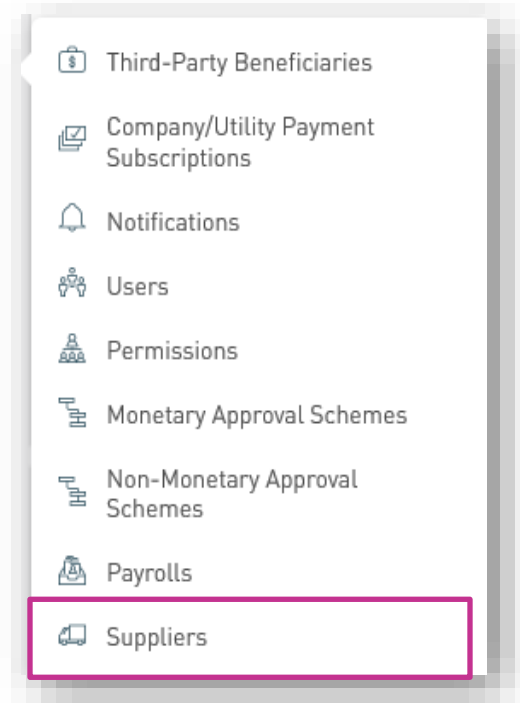 Third-Party Beneficiaries
Company/Utility Payment
Subscriptions
Notifications
Users
Permissions
Monetary Approval Schemes
Non-Monetary Approval
Schemes
Payrolls
Suppliers